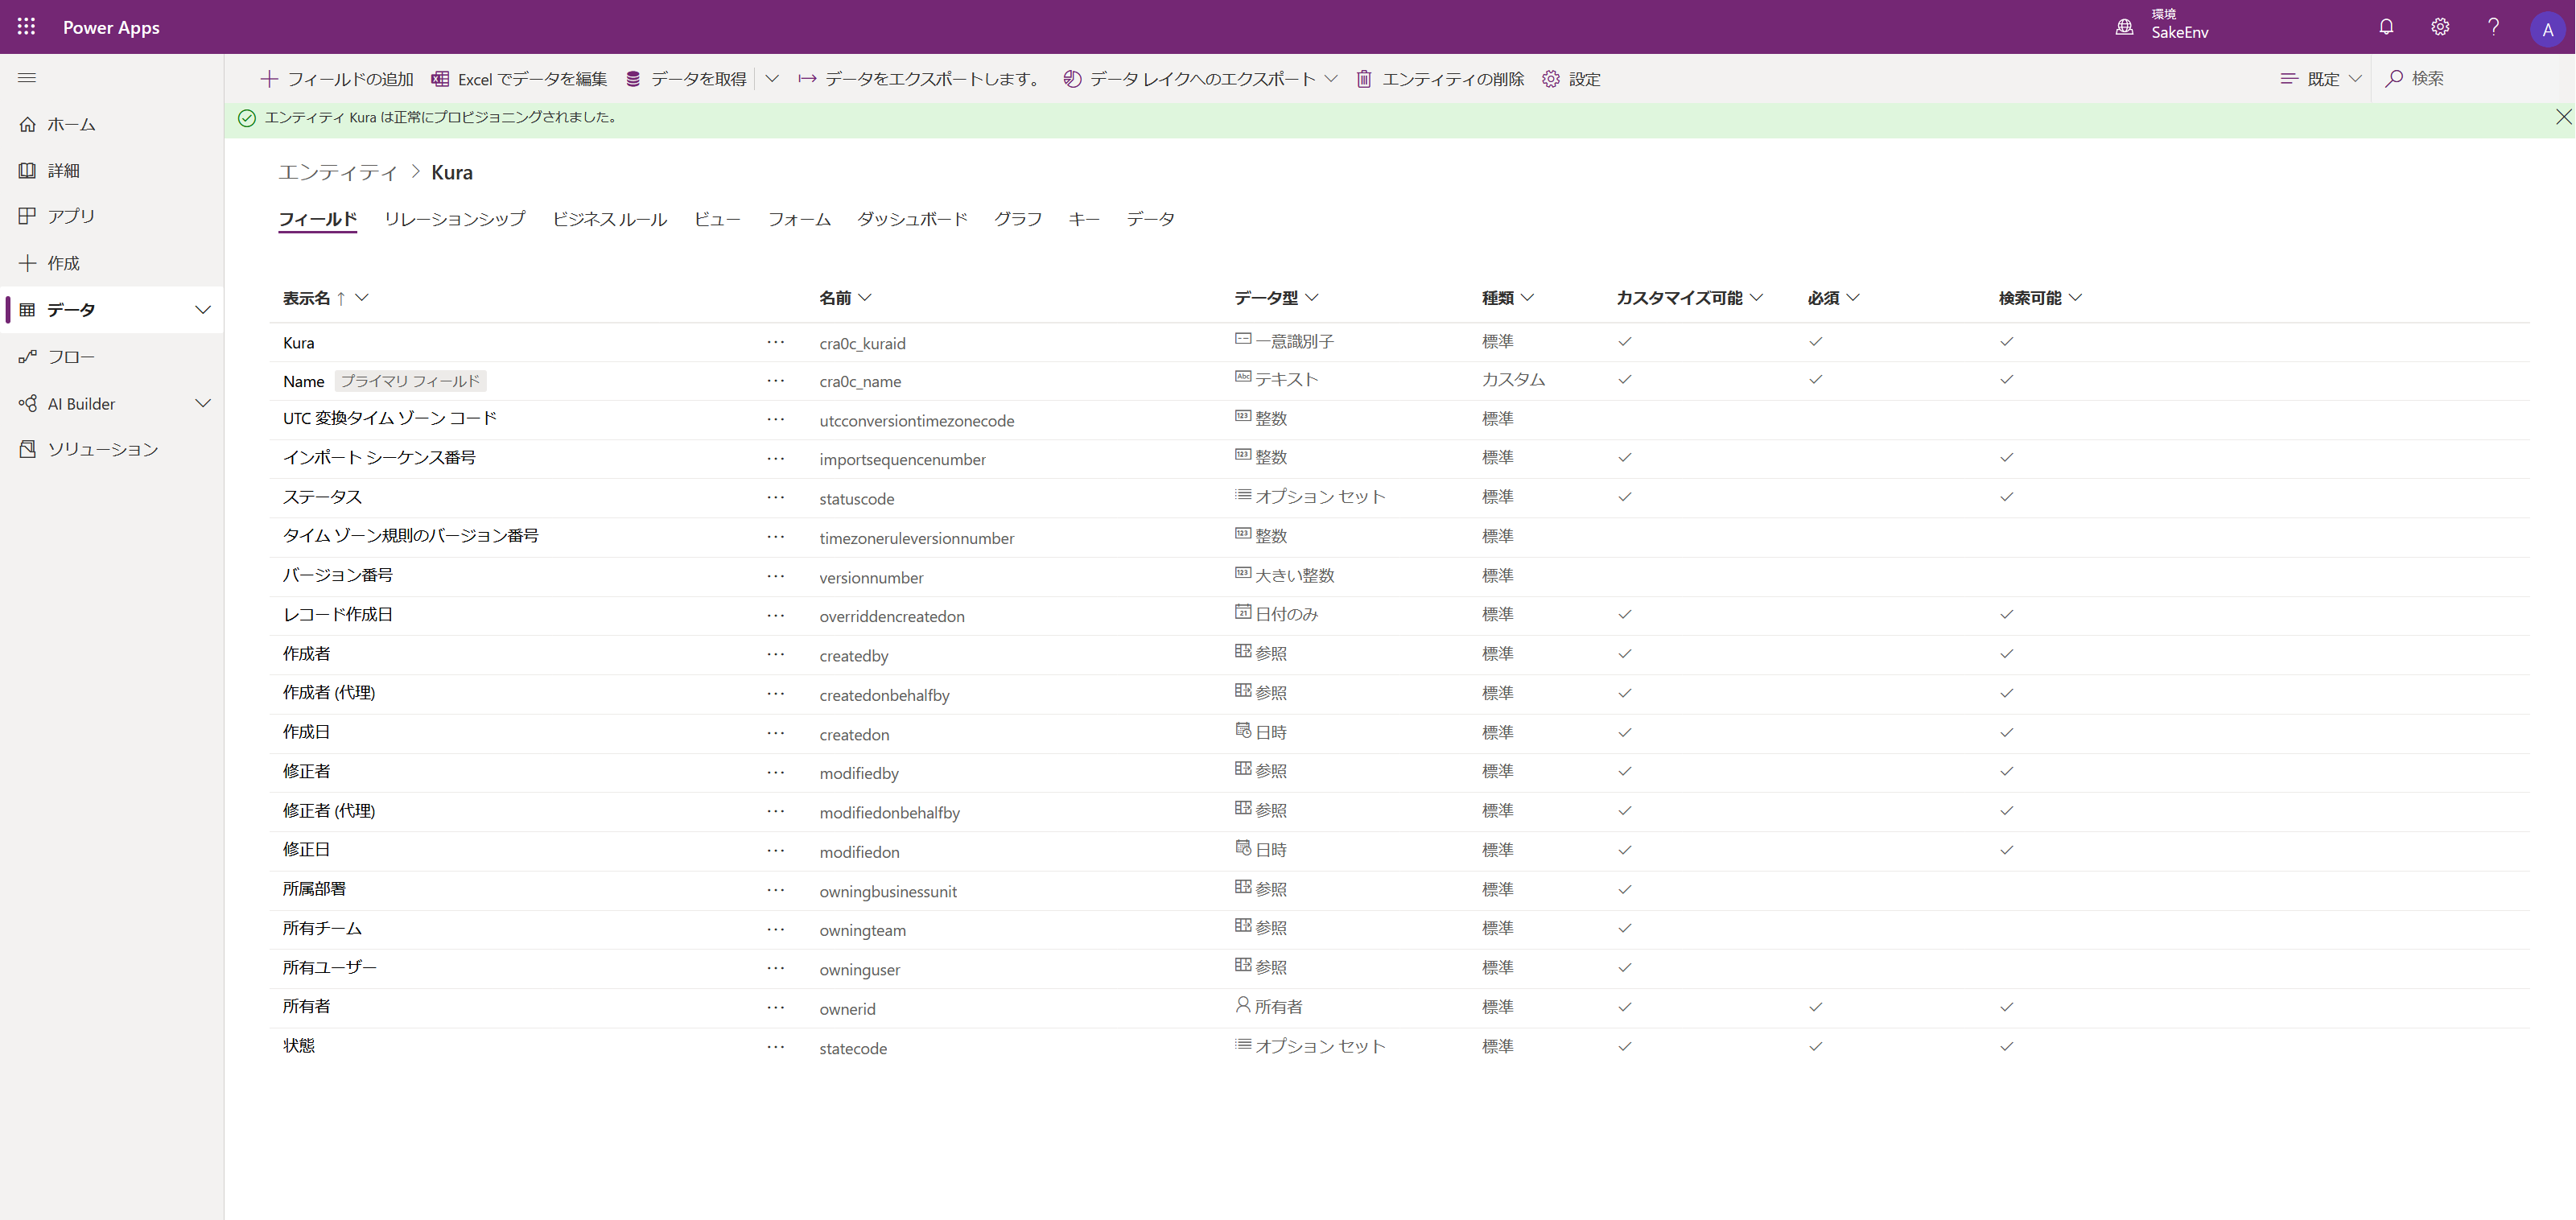 Power Apps
環境
SakeEnv
A
フィールドの追加 Excel でデータを編集 データを取得 データをエクスポートします。 データ レイクへのエクスポート エンティティの削除 設定 既定 検索
エンティティ Kura は正常にプロビジョニングされました。
ホーム
詳細
アプリ
作成
データ
フロー
AI Builder
ソリューション
エンティティ > Kura
フィールド リレーションシップ ビジネス ルール ビュー フォーム ダッシュボード グラフ キー データ
表示名 ↑ 名前 データ型 種類 カスタマイズ可能 必須 検索可能
Kura ··· cra0c_kuraid 一意識別子 標準 ✓ ✓ ✓
Name プライマリ フィールド ··· cra0c_name Abc テキスト カスタム ✓ ✓ ✓
UTC 変換タイム ゾーン コード ··· utcconversiontimezonecode 123 整数 標準
インポート シーケンス番号 ··· importsequencenumber 123 整数 標準 ✓ ✓
ステータス ··· statuscode オプション セット 標準 ✓ ✓
タイム ゾーン規則のバージョン番号 ··· timezoneruleversionnumber 123 整数 標準
バージョン番号 ··· versionnumber 123 大きい整数 標準
レコード作成日 ··· overriddencreatedon 21 日付のみ 標準 ✓ ✓
作成者 ··· createdby 参照 標準 ✓ ✓
作成者 (代理) ··· createdonbehalfby 参照 標準 ✓ ✓
作成日 ··· createdon 日時 標準 ✓ ✓
修正者 ··· modifiedby 参照 標準 ✓ ✓
修正者 (代理) ··· modifiedonbehalfby 参照 標準 ✓ ✓
修正日 ··· modifiedon 日時 標準 ✓ ✓
所属部署 ··· owningbusinessunit 参照 標準 ✓
所有チーム ··· owningteam 参照 標準 ✓
所有ユーザー ··· owninguser 参照 標準 ✓
所有者 ··· ownerid 所有者 標準 ✓ ✓ ✓
状態 ··· statecode オプション セット 標準 ✓ ✓ ✓